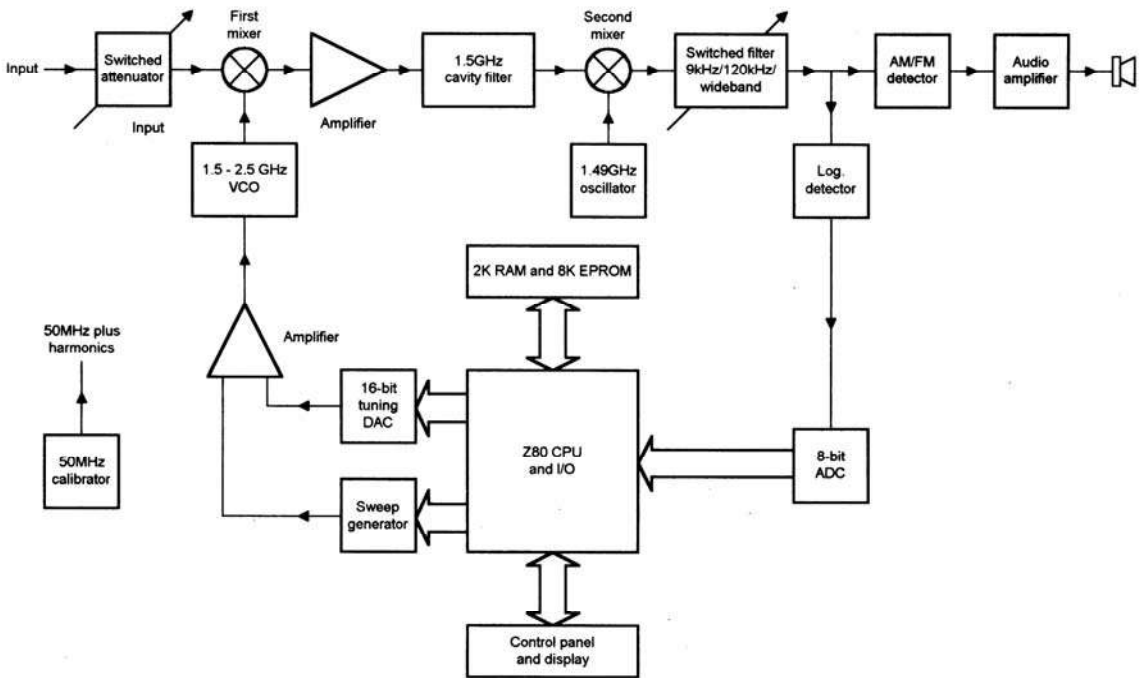 First
mixer
Second
mixer
Input
Switched
attenuator
1.5GHz
cavity filter
Switched filter
9kHz/120kHz/
wideband
AM/FM
detector
Audio
amplifier
Input
Amplifier
1.5 - 2.5 GHz
VCO
1.49GHz
oscillator
Log.
detector
2K RAM and 8K EPROM
50MHz plus
harmonics
Amplifier
16-bit
tuning
DAC
Z80 CPU
and I/O
8-bit
ADC
50MHz
calibrator
Sweep
generator
Control panel
and display